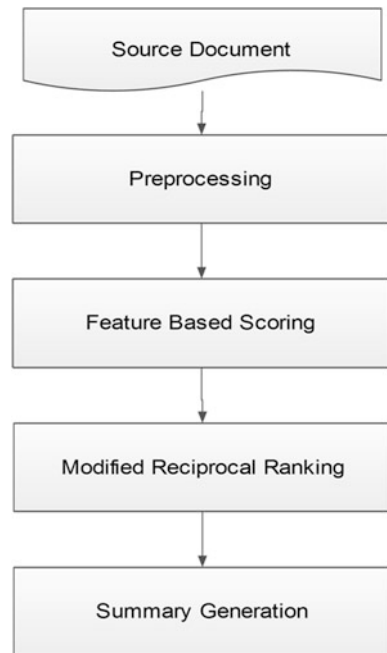 Source Document
Preprocessing
Feature Based Scoring
Modified Reciprocal Ranking
Summary Generation